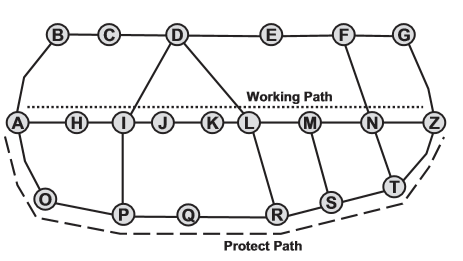 B C D E F G
Working Path
A H I J K L M N Z
O P Q R S T
Protect Path